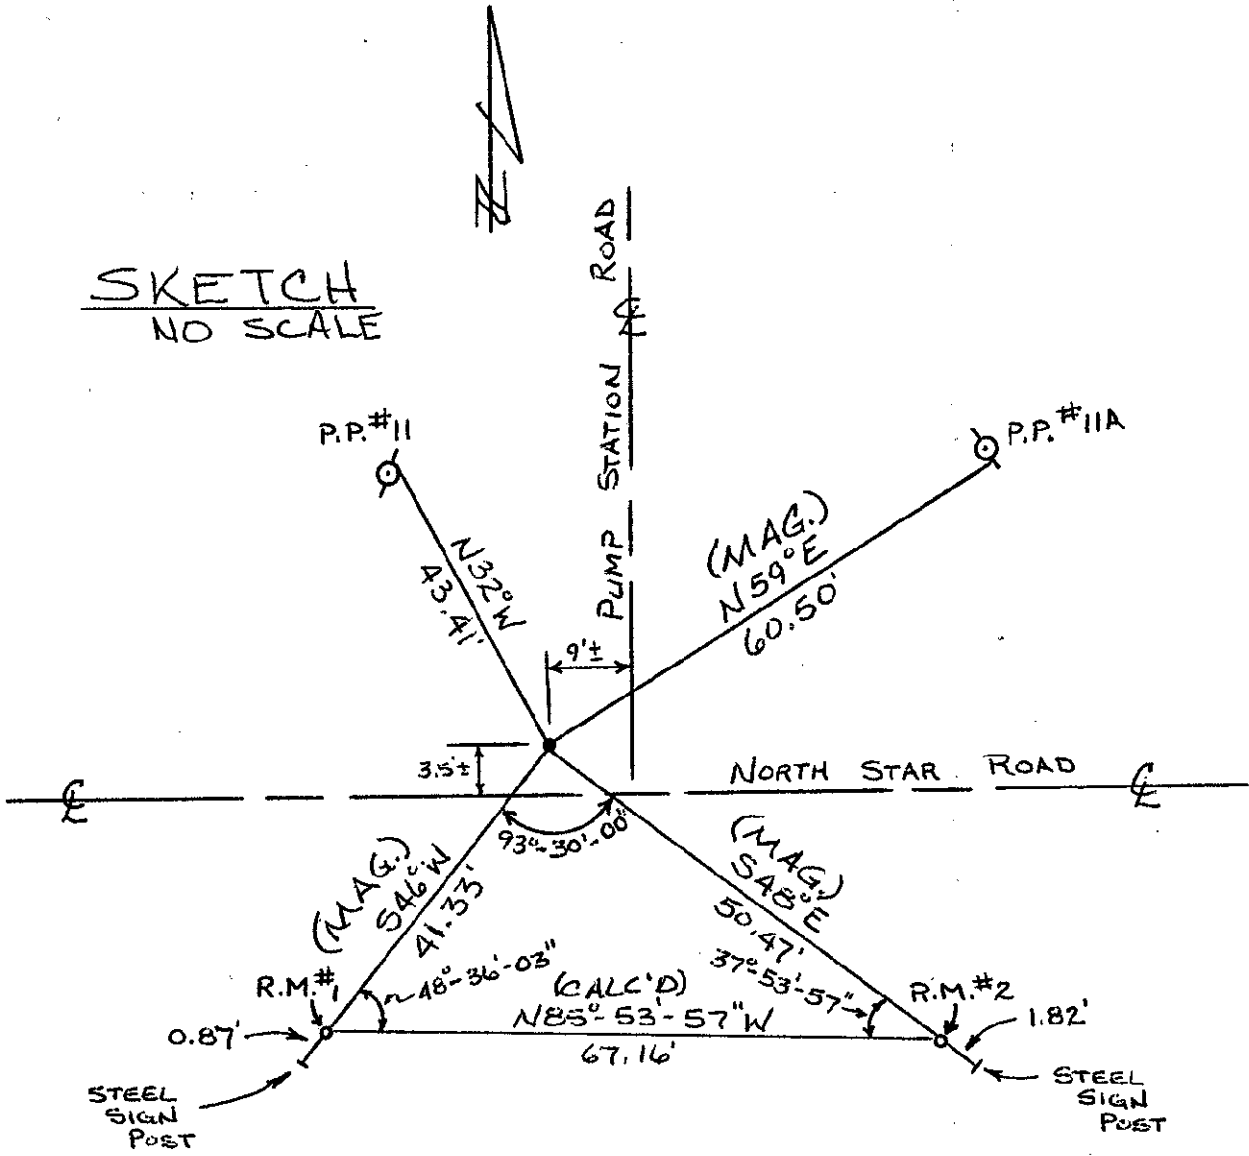 N
SKETCH
NO SCALE
PUMP STATION ROAD
℄
P.P. #11
P.P. #11A
N32°W
43.41'
(MAG.)
N59°E
60.50'
9'±
3.5'±
NORTH STAR ROAD
℄
℄
93°-30'-00"
(MAG.)
S46°W
41.33'
(MAG.)
S48°E
50.47'
R.M.#1
48°-36'-03"
(CALC'D)
N85°-53'-57"W
67.16'
37°-53'-57"
R.M.#2
0.87'
1.82'
STEEL
SIGN
POST
STEEL
SIGN
POST